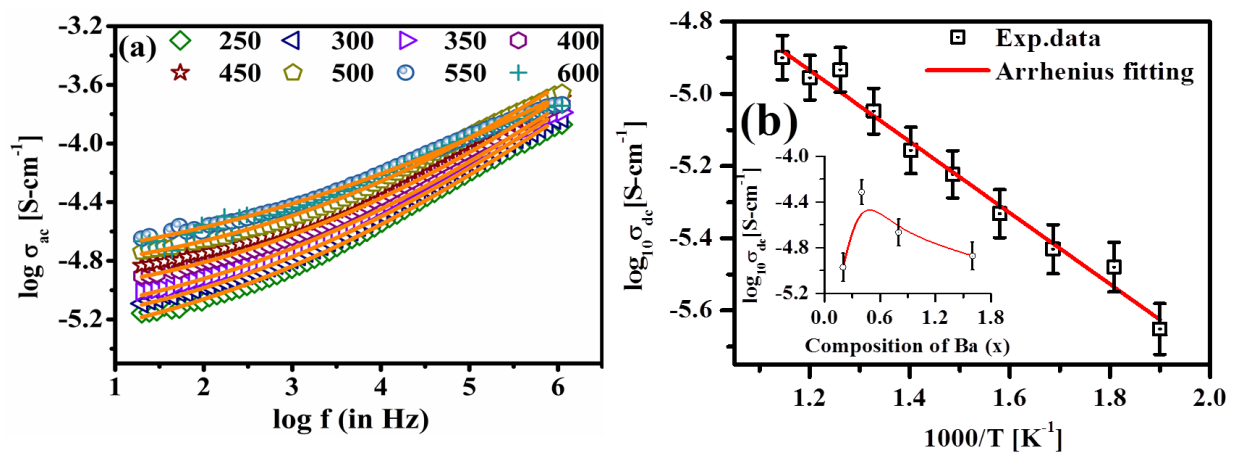 (a)
250 300 350 400
450 500 550 600
log σac [S-cm-1]
-3.2
-3.6
-4.0
-4.4
-4.8
-5.2
1 2 3 4 5 6
log f (in Hz)
(b)
Exp.data
Arrhenius fitting
log10 σdc [S-cm-1]
-4.8
-5.0
-5.2
-5.4
-5.6
log10 σdc[S-cm-1]
-4.0
-4.4
-4.8
-5.2
0.0 0.6 1.2 1.8
Composition of Ba (x)
1.2 1.4 1.6 1.8 2.0
1000/T [K-1]